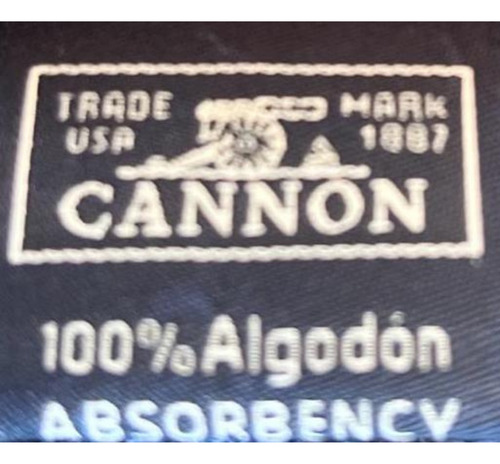 TRADE MARK
USA 1887
CANNON
100% Algodón
ABSORBENCY